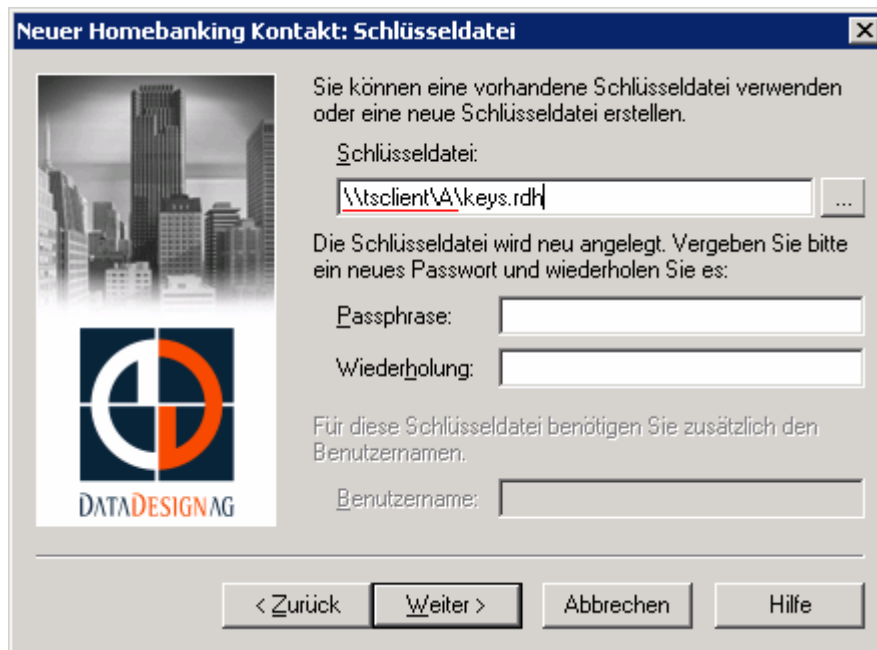 Neuer Homebanking Kontakt: Schlüsseldatei
Sie können eine vorhandene Schlüsseldatei verwenden
oder eine neue Schlüsseldatei erstellen.
Schlüsseldatei:
\\tsclient\A\keys.rdh
...
Die Schlüsseldatei wird neu angelegt. Vergeben Sie bitte
ein neues Passwort und wiederholen Sie es:
Passphrase:
Wiederholung:
Für diese Schlüsseldatei benötigen Sie zusätzlich den
Benutzernamen.
Benutzername:
DATADESIGNAG
< Zurück
Weiter >
Abbrechen
Hilfe